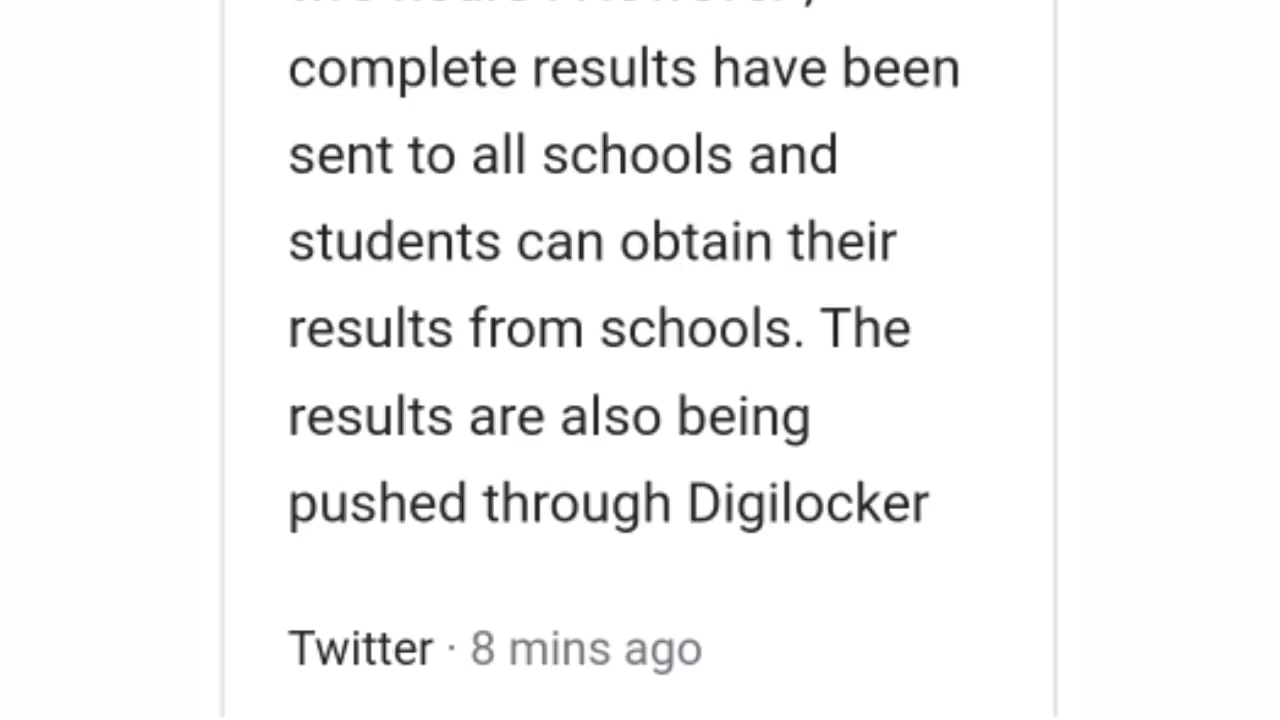 complete results have been
sent to all schools and
students can obtain their
results from schools. The
results are also being
pushed through Digilocker
Twitter · 8 mins ago